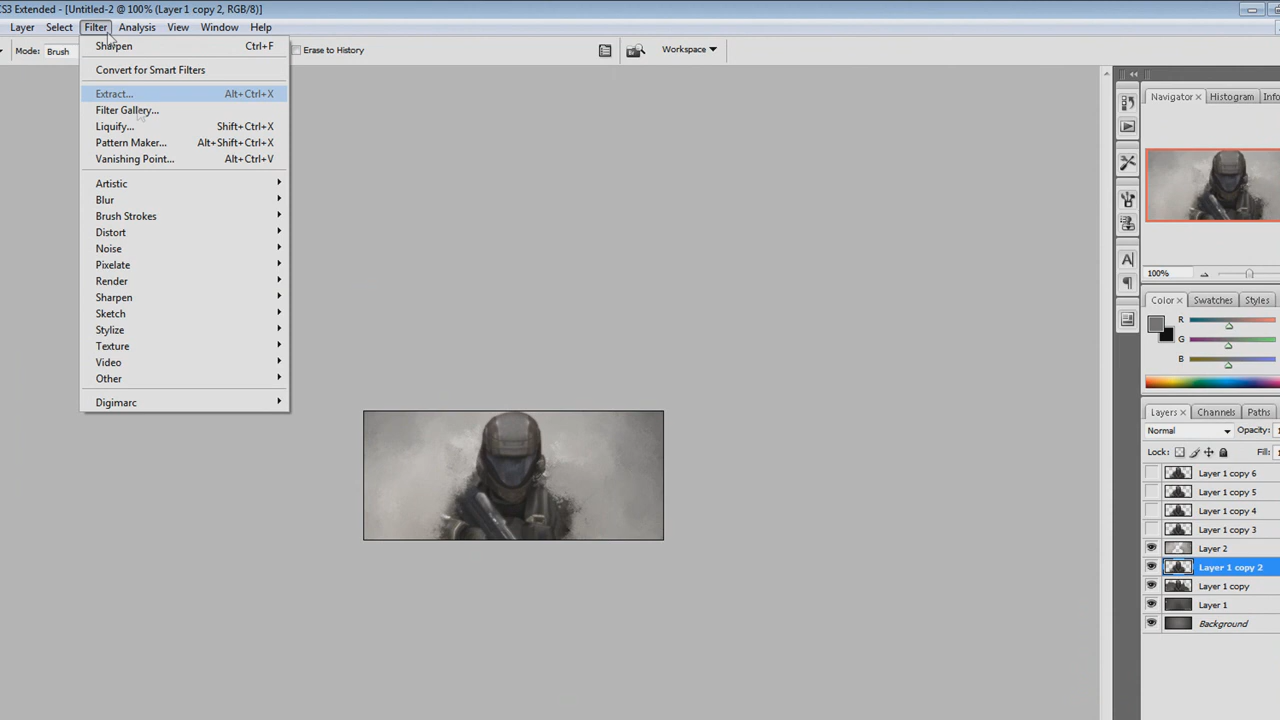 CS3 Extended - [Untitled-2 @ 100% (Layer 1 copy 2, RGB/8)]
Layer Select Filter Analysis View Window Help
Mode: Brush Erase to History Workspace
Sharpen Ctrl+F
Convert for Smart Filters
Extract... Alt+Ctrl+X
Filter Gallery...
Liquify... Shift+Ctrl+X
Pattern Maker... Alt+Shift+Ctrl+X
Vanishing Point... Alt+Ctrl+V
Artistic
Blur
Brush Strokes
Distort
Noise
Pixelate
Render
Sharpen
Sketch
Stylize
Texture
Video
Other
Digimarc
Navigator Histogram Info
100%
Color Swatches Styles
R
G
B
Layers Channels Paths
Normal Opacity: 1
Lock: Fill:
Layer 1 copy 6
Layer 1 copy 5
Layer 1 copy 4
Layer 1 copy 3
Layer 2
Layer 1 copy 2
Layer 1 copy
Layer 1
Background